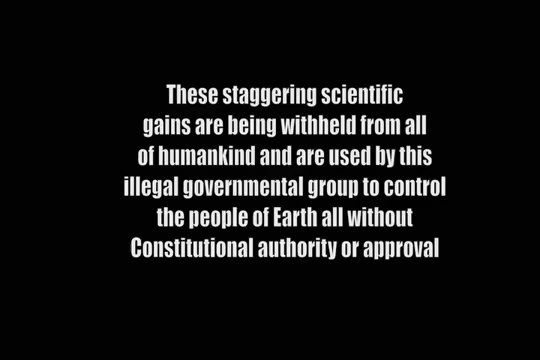 These staggering scientific
gains are being withheld from all
of humankind and are used by this
illegal governmental group to control
the people of Earth all without
Constitutional authority or approval